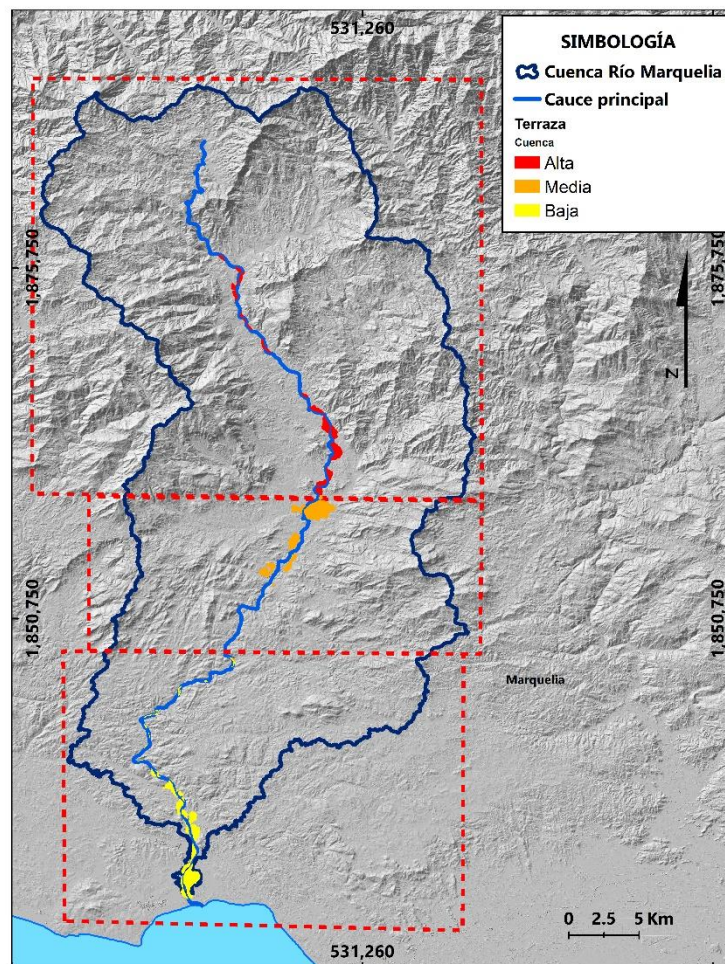 531,260
SIMBOLOGÍA
Cuenca Río Marquelia
Cauce principal
Terraza
Cuenca
Alta
Media
Baja
1,875,750
1,875,750
N
1,850,750
1,850,750
Marquelia
0 2.5 5 Km
531,260